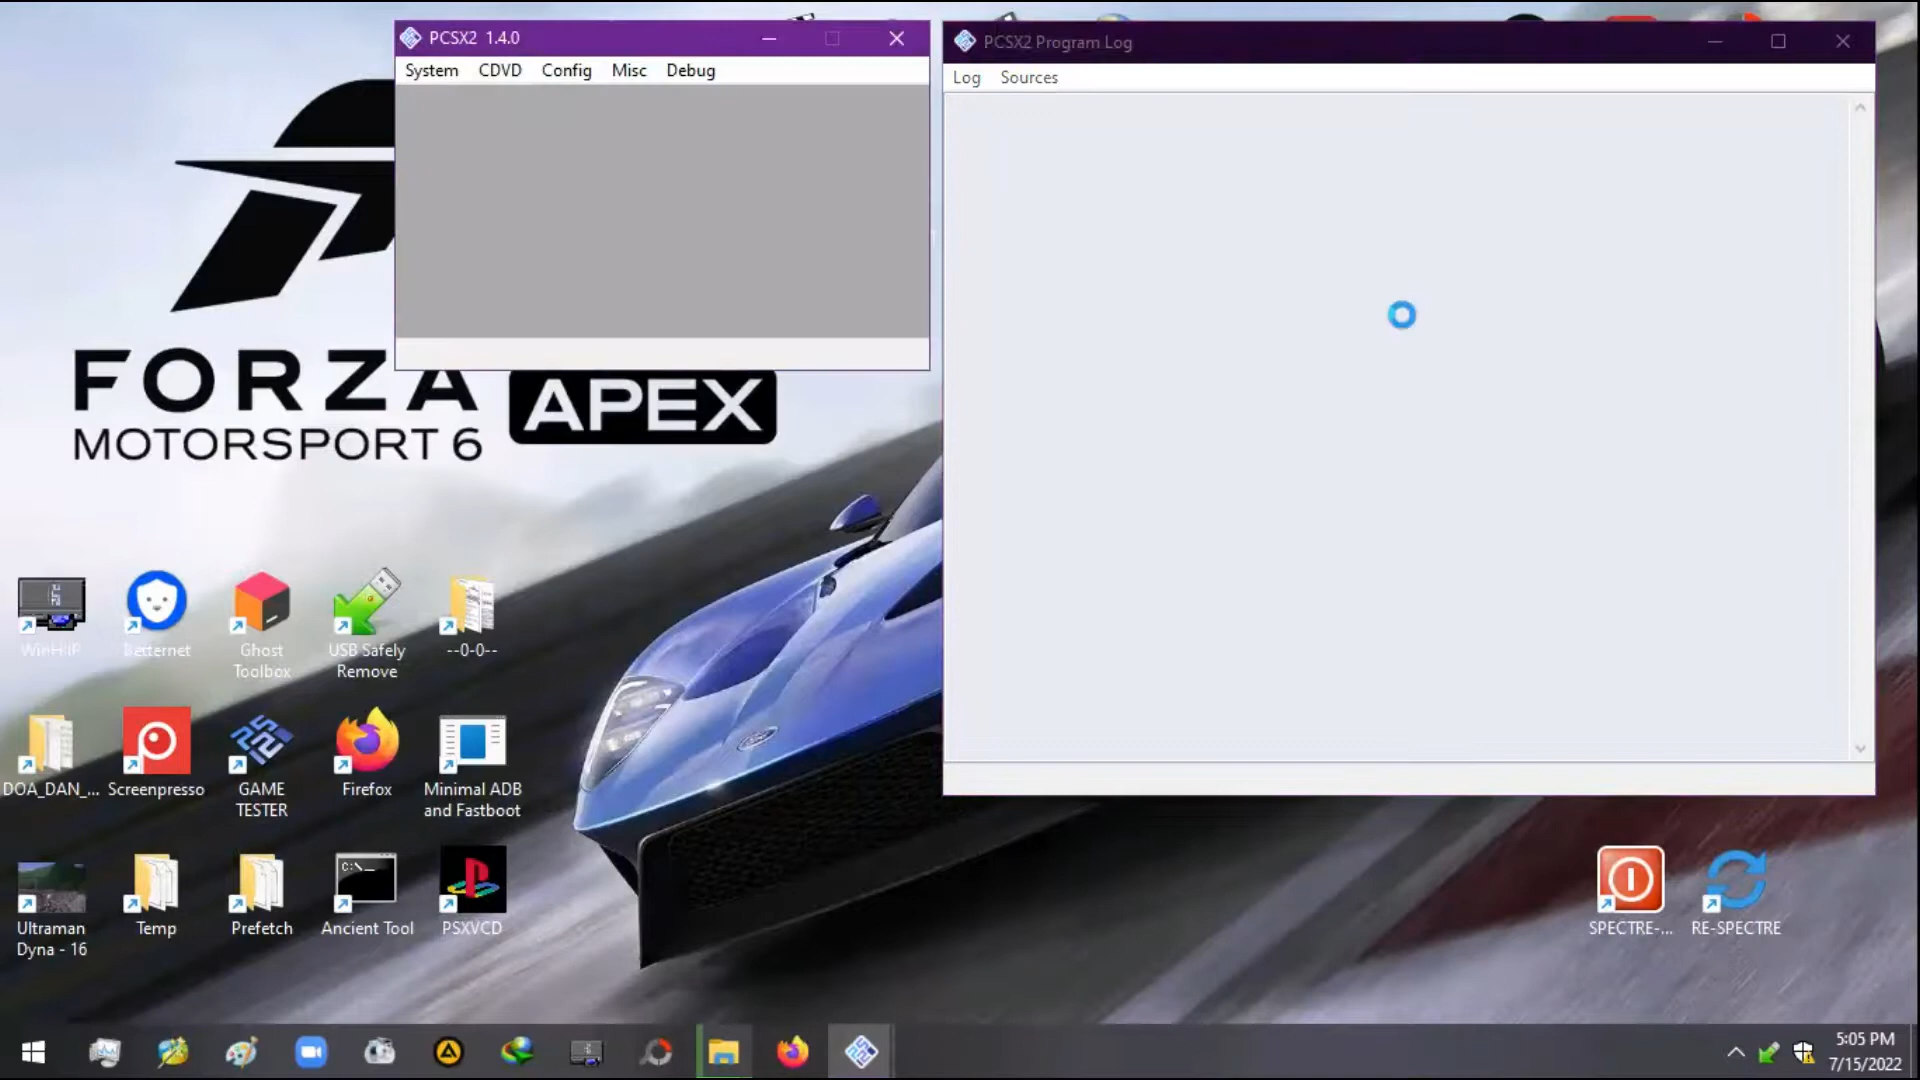 PCSX2 1.4.0
System CDVD Config Misc Debug
PCSX2 Program Log
Log Sources
FORZA
MOTORSPORT 6
APEX
WinHIIP
Betternet
Ghost
Toolbox
USB Safely
Remove
--0-0--
DOA_DAN_...
Screenpresso
GAME
TESTER
Firefox
Minimal ADB
and Fastboot
Ultraman
Dyna - 16
Temp
Prefetch
C:\_
Ancient Tool
PSXVCD
SPECTRE-...
RE-SPECTRE
5:05 PM
7/15/2022